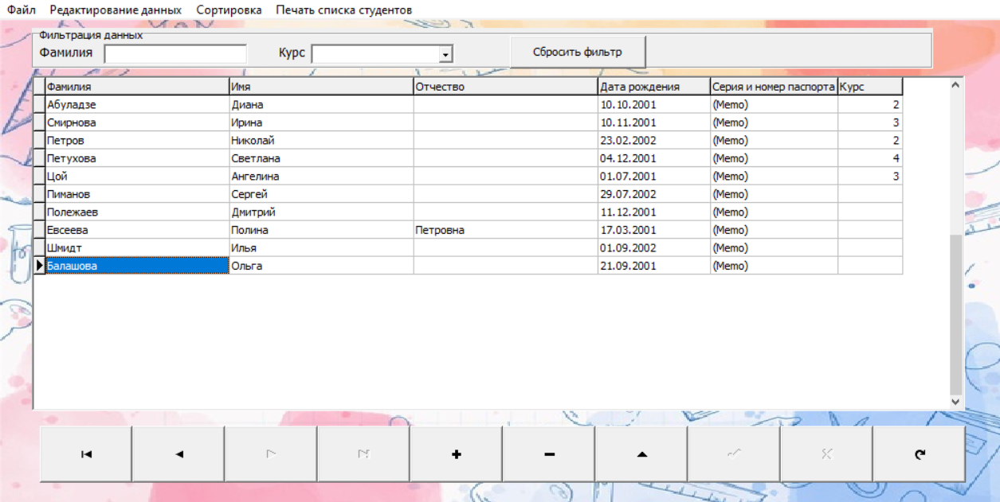 Файл Редактирование данных Сортировка Печать списка студентов
Фильтрация данных
Фамилия Курс Сбросить фильтр
Фамилия Имя Отчество Дата рождения Серия и номер паспорта Курс
Абуладзе Диана 10.10.2001 (Memo) 2
Смирнова Ирина 10.11.2001 (Memo) 3
Петров Николай 23.02.2002 (Memo) 2
Петухова Светлана 04.12.2001 (Memo) 4
Цой Ангелина 01.07.2001 (Memo) 3
Пиманов Сергей 29.07.2002 (Memo)
Полежаев Дмитрий 11.12.2001 (Memo)
Евсеева Полина Петровна 17.03.2001 (Memo)
Шмидт Илья 01.09.2002 (Memo)
Балашова Ольга 21.09.2001 (Memo)